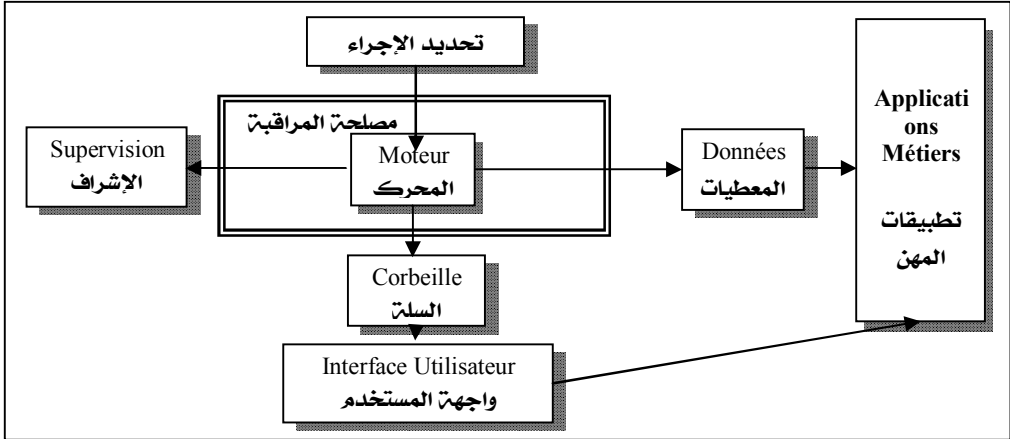 تحديد الإجراء
مصلحة المراقبة
Supervision
الإشراف
Moteur
المحرك
Données
المعطيات
Applicati
ons
Métiers
تطبيقات
المهن
Corbeille
السلة
Interface Utilisateur
واجهة المستخدم